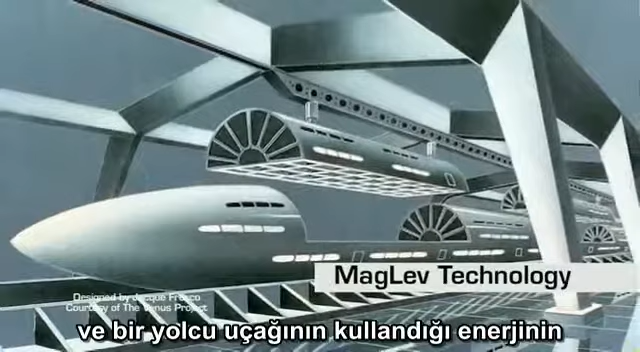 MagLev Technology
Designed by Jacque Fresco
Courtesy of The Venus Project
ve bir yolcu uçağının kullandığı enerjinin